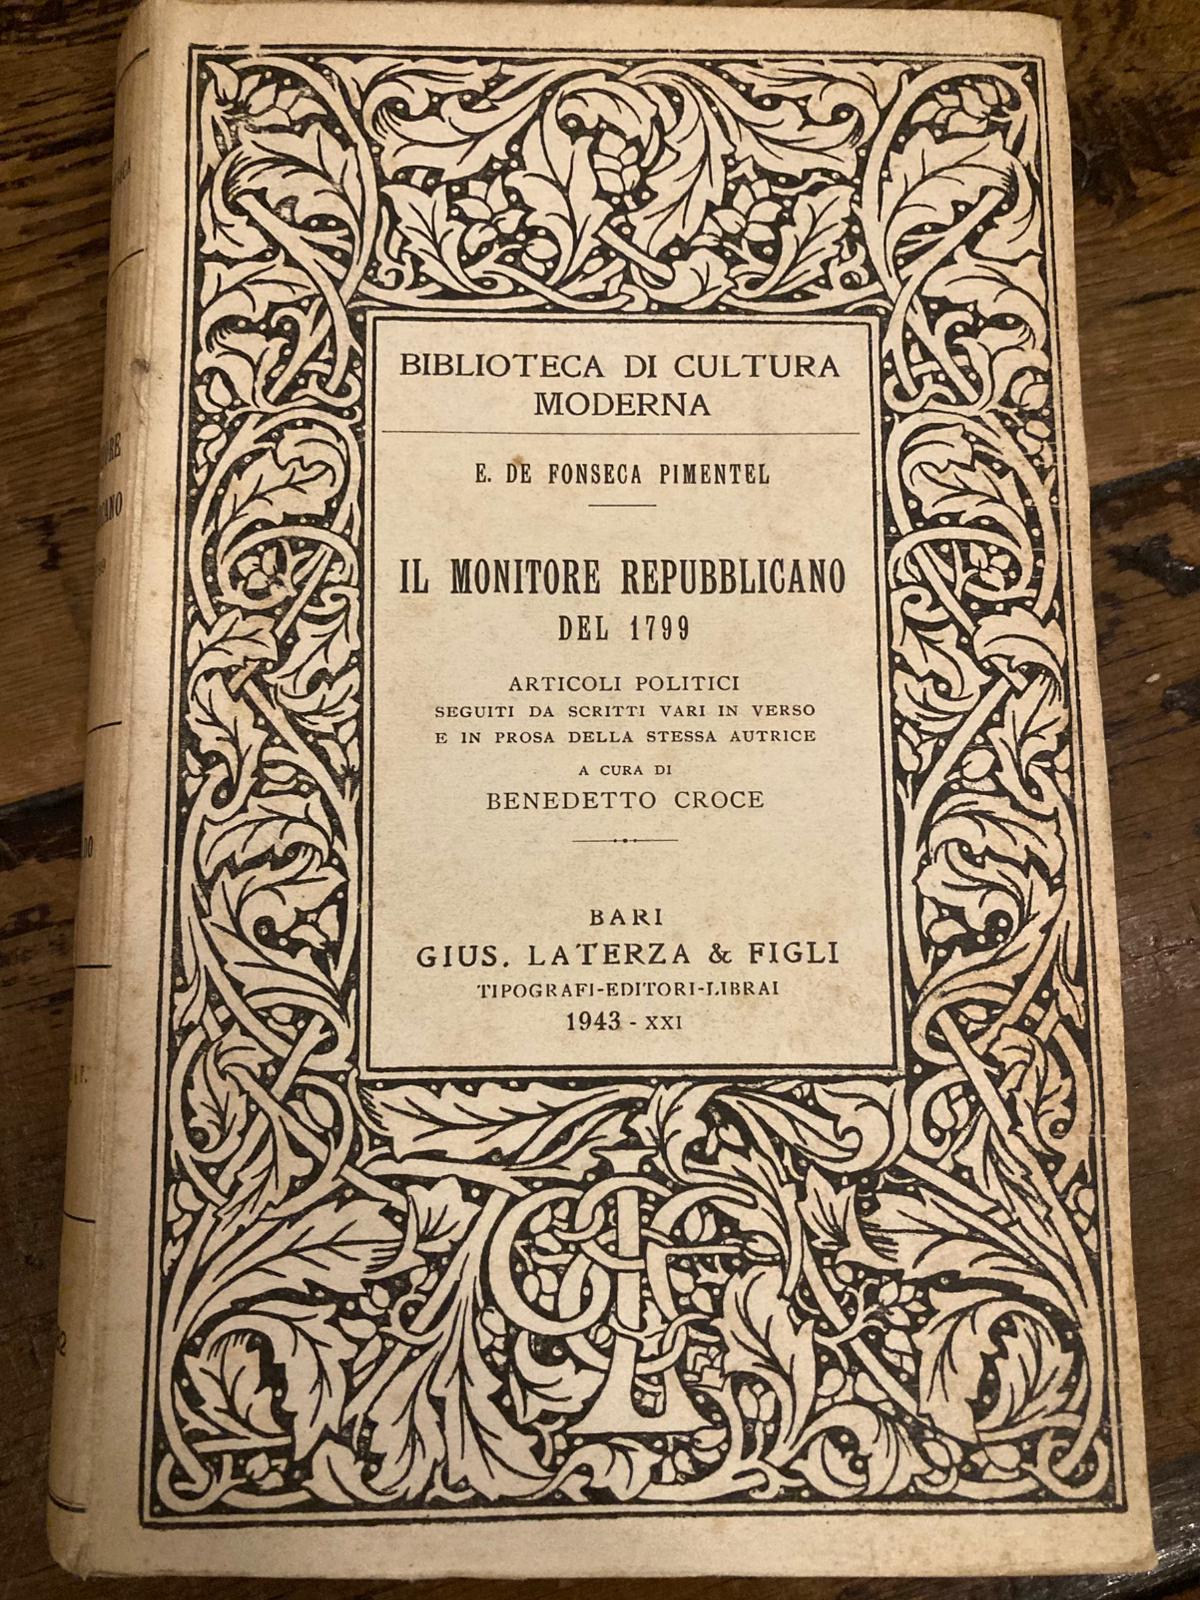 BIBLIOTECA DI CULTURA
MODERNA
E. DE FONSECA PIMENTEL
IL MONITORE REPUBBLICANO
DEL 1799
ARTICOLI POLITICI
SEGUITI DA SCRITTI VARI IN VERSO
E IN PROSA DELLA STESSA AUTRICE
A CURA DI
BENEDETTO CROCE
BARI
GIUS. LATERZA & FIGLI
TIPOGRAFI-EDITORI-LIBRAI
1943 - XXI